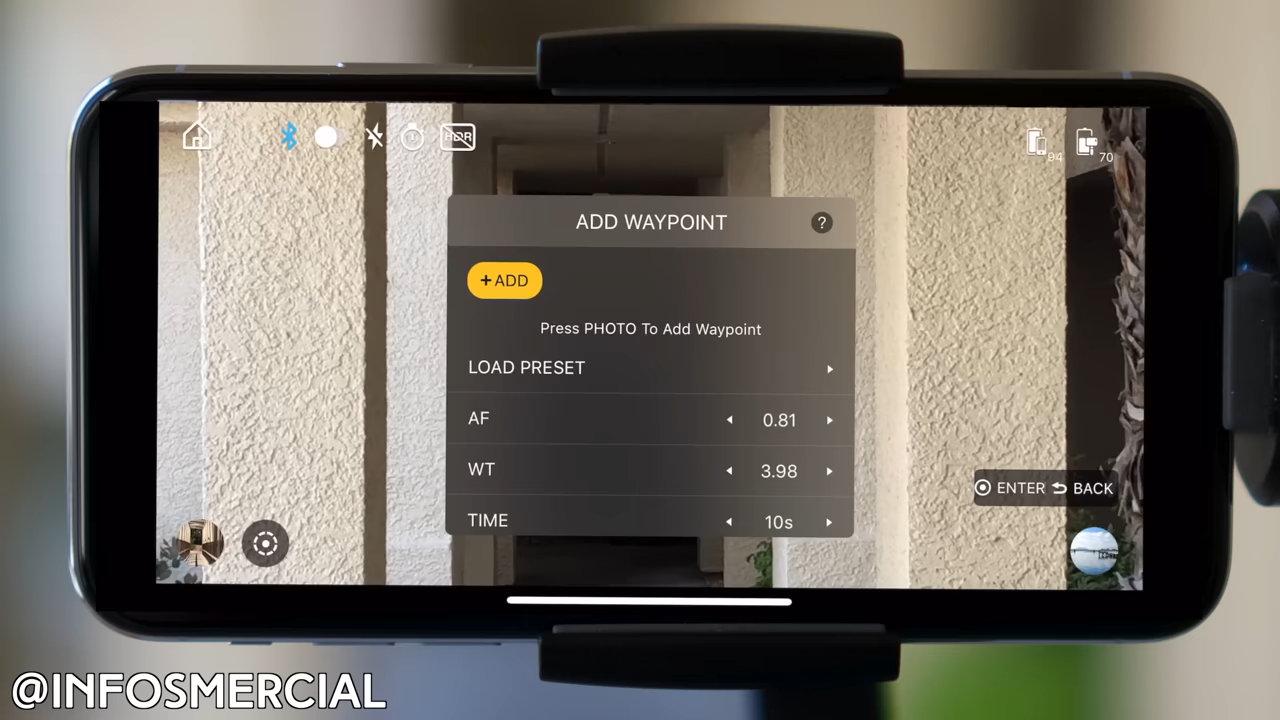 HDR
94
70
ADD WAYPOINT
?
+ADD
Press PHOTO To Add Waypoint
LOAD PRESET
AF 0.81
WT 3.98
TIME 10s
ENTER BACK
@INFOSMERCIAL